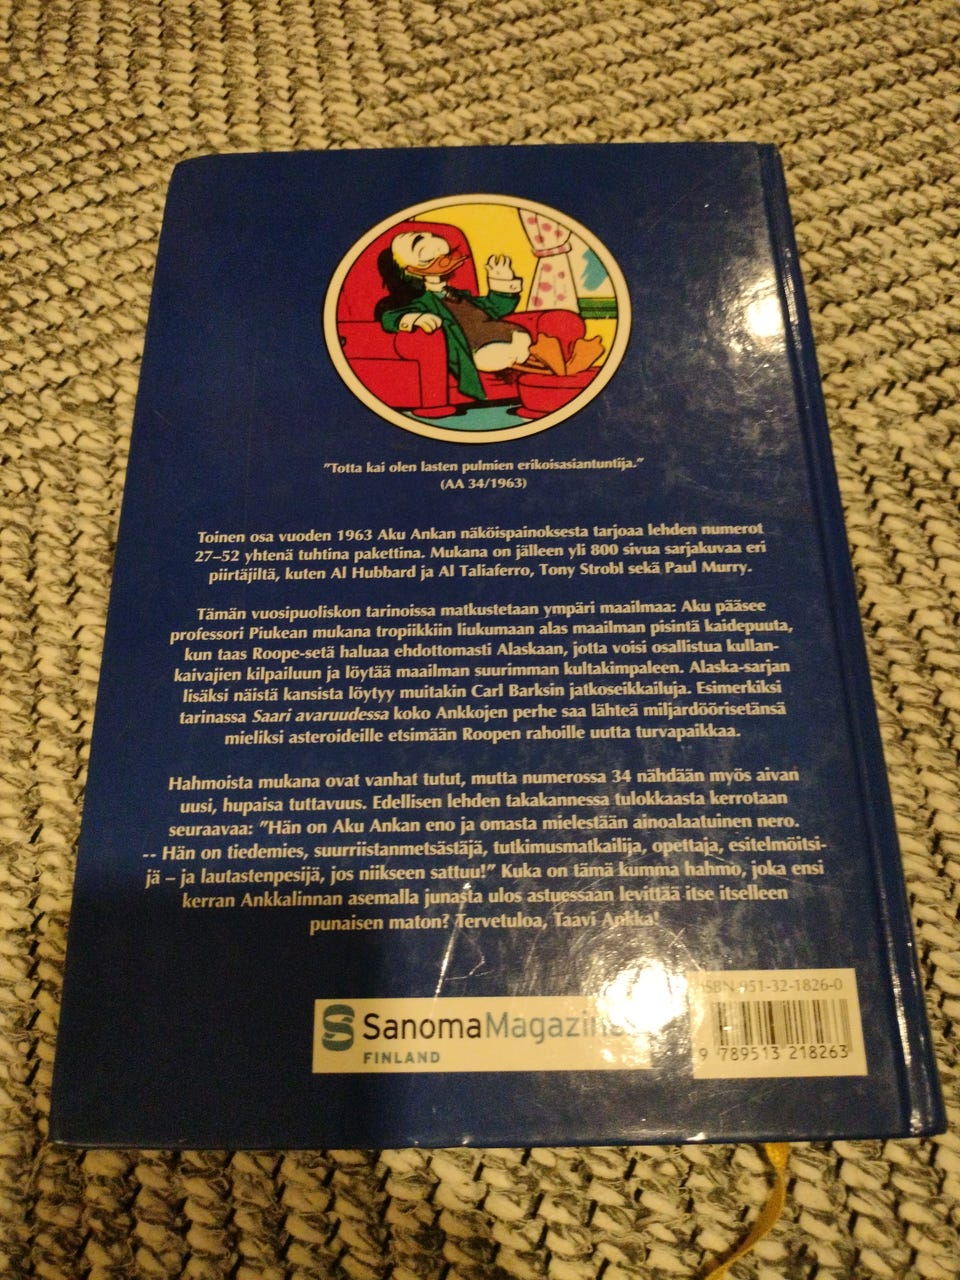 "Totta kai olen lasten pulmien erikoisasiantuntija."
(AA 34/1963)
Toinen osa vuoden 1963 Aku Ankan näköispainoksesta tarjoaa lehden numerot
27–52 yhtenä tuhtina pakettina. Mukana on jälleen yli 800 sivua sarjakuvaa eri
piirtäjiltä, kuten Al Hubbard ja Al Taliaferro, Tony Strobl sekä Paul Murry.
Tämän vuosipuoliskon tarinoissa matkustetaan ympäri maailmaa: Aku pääsee
professori Piukean mukana tropiikkiin liukumaan alas maailman pisintä kaidepuuta,
kun taas Roope-setä haluaa ehdottomasti Alaskaan, jotta voisi osallistua kullan-
kaivajien kilpailuun ja löytää maailman suurimman kultakimpaleen. Alaska-sarjan
lisäksi näistä kansista löytyy muitakin Carl Barksin jatkoseikkailuja. Esimerkiksi
tarinassa Saari avaruudessa koko Ankkojen perhe saa lähteä miljardöörisetänsä
mieliksi asteroideille etsimään Roopen rahoille uutta turvapaikkaa.
Hahmoista mukana ovat vanhat tutut, mutta numerossa 34 nähdään myös aivan
uusi, hupaisa tuttavuus. Edellisen lehden takakannessa tulokkaasta kerrotaan
seuraavaa: "Hän on Aku Ankan eno ja omasta mielestään ainoalaatuinen nero.
-- Hän on tiedemies, suurriistanmetsästäjä, tutkimusmatkailija, opettaja, esitelmöitsi-
jä – ja lautastenpesijä, jos niikseen sattuu!" Kuka on tämä kumma hahmo, joka ensi
kerran Ankkalinnan asemalla junasta ulos astuessaan levittää itse itselleen
punaisen maton? Tervetuloa, Taavi Ankka!
ISBN 951-32-1826-0
SanomaMagazine
FINLAND
9 789513 218263